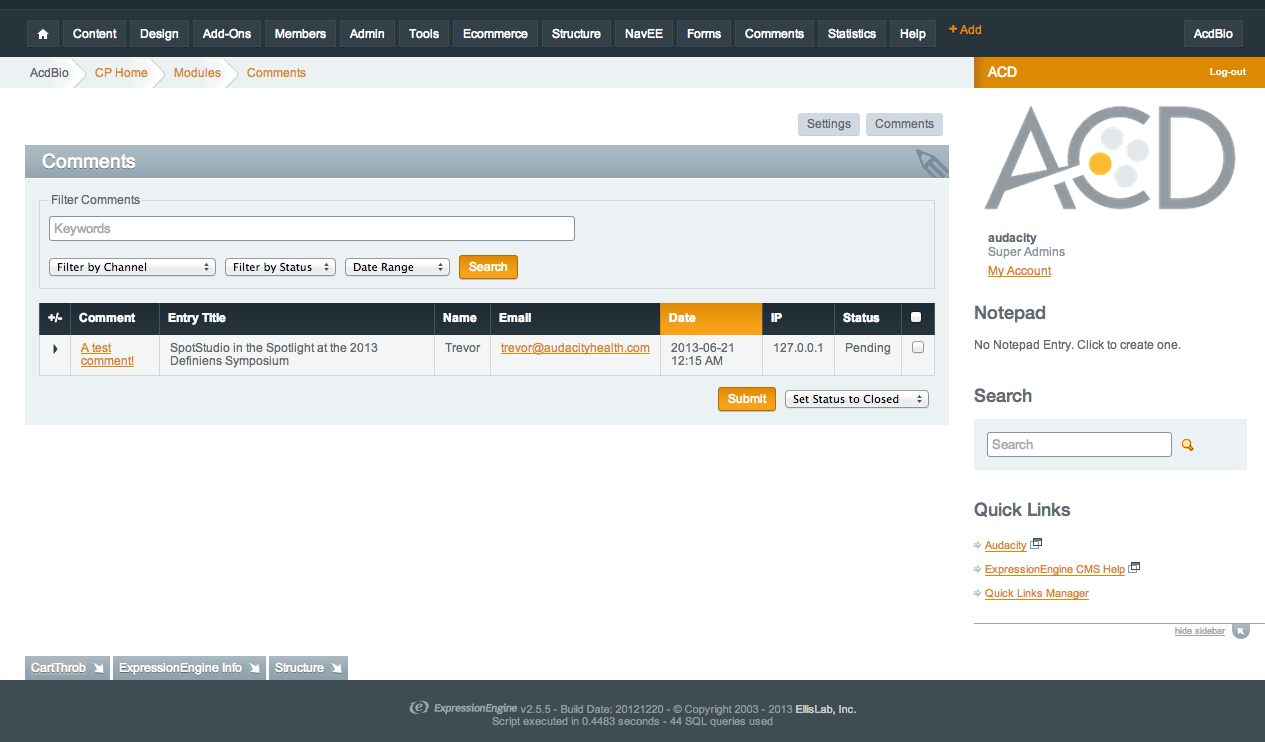 Content Design Add-Ons Members Admin Tools Ecommerce Structure NavEE Forms Comments Statistics Help + Add AcdBio
AcdBio CP Home Modules Comments
ACD Log-out
ACD
Settings Comments
Comments
Filter Comments
Keywords
Filter by Channel Filter by Status Date Range Search
+/- Comment Entry Title Name Email Date IP Status
A test comment! SpotStudio in the Spotlight at the 2013 Definiens Symposium Trevor trevor@audacityhealth.com 2013-06-21 12:15 AM 127.0.0.1 Pending
Submit Set Status to Closed
audacity
Super Admins
My Account
Notepad
No Notepad Entry. Click to create one.
Search
Search
Quick Links
Audacity
ExpressionEngine CMS Help
Quick Links Manager
hide sidebar
CartThrob ExpressionEngine Info Structure
ExpressionEngine v2.5.5 - Build Date: 20121220 - © Copyright 2003 - 2013 EllisLab, Inc.
Script executed in 0.4483 seconds - 44 SQL queries used